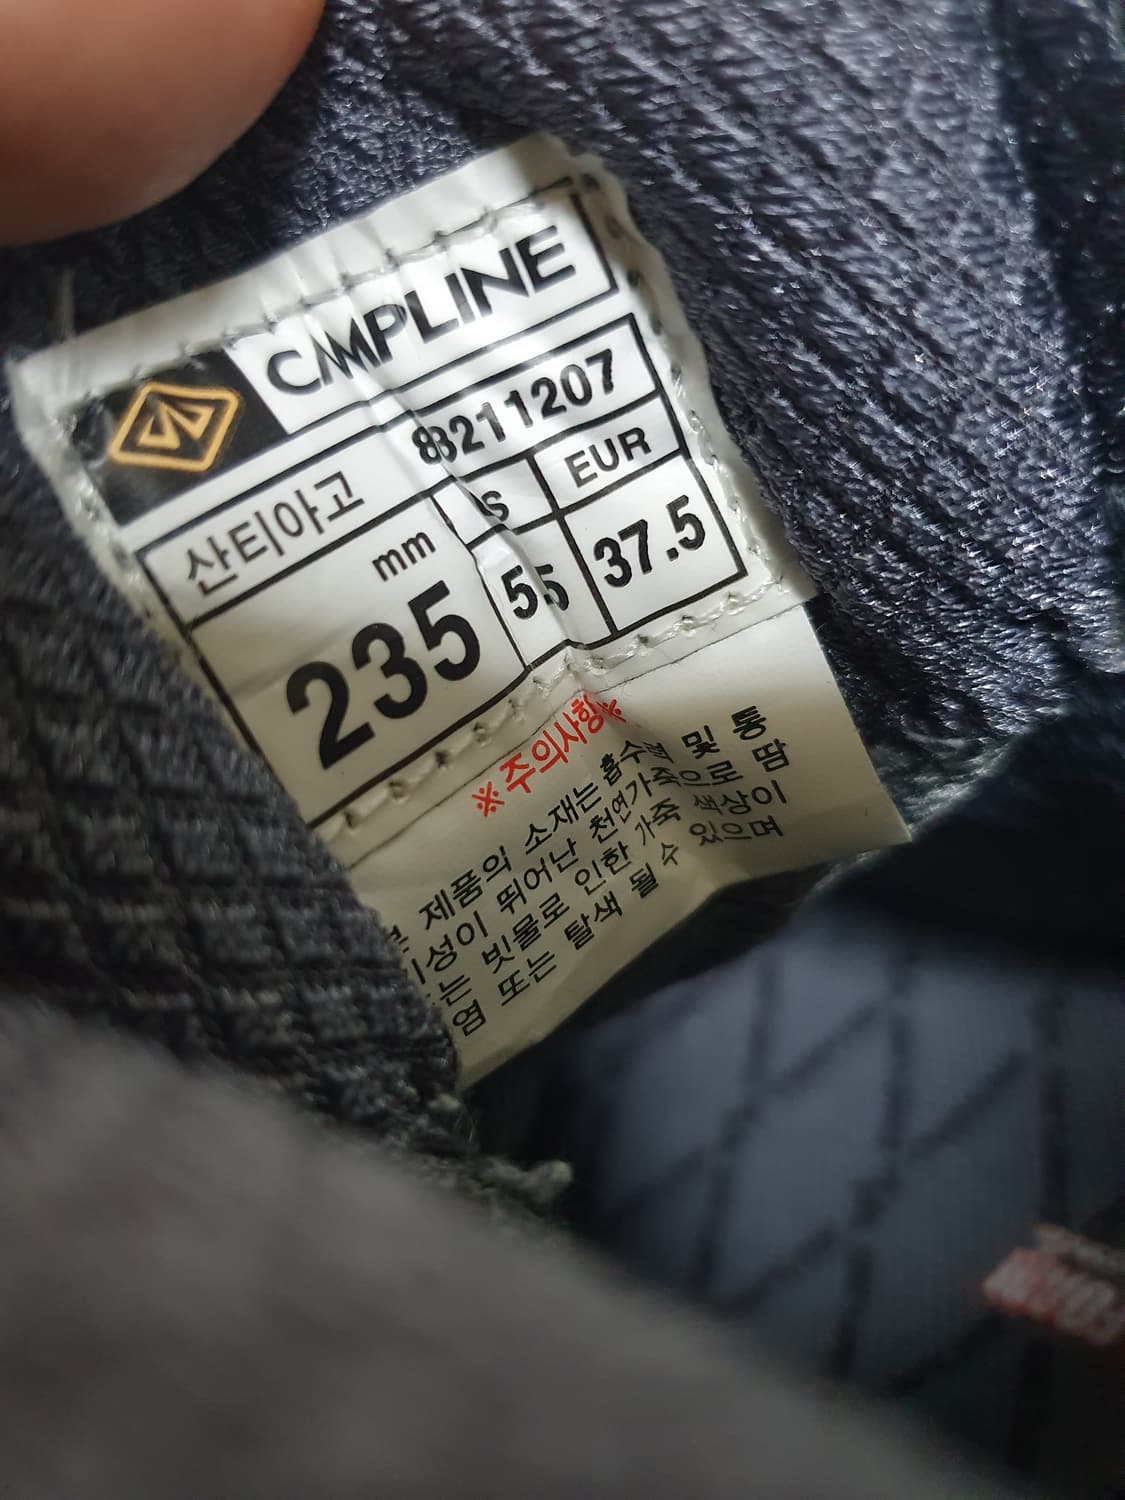 CAMPLINE
산티아고 8211207
mm
235
EUR
37.5
※주의사항※
제품의 소재는 흡수력 및 통
기성이 뛰어난 천연가죽으로 땀
또는 빗물로 인한 가죽 색상이
염 또는 탈색 될 수 있으며